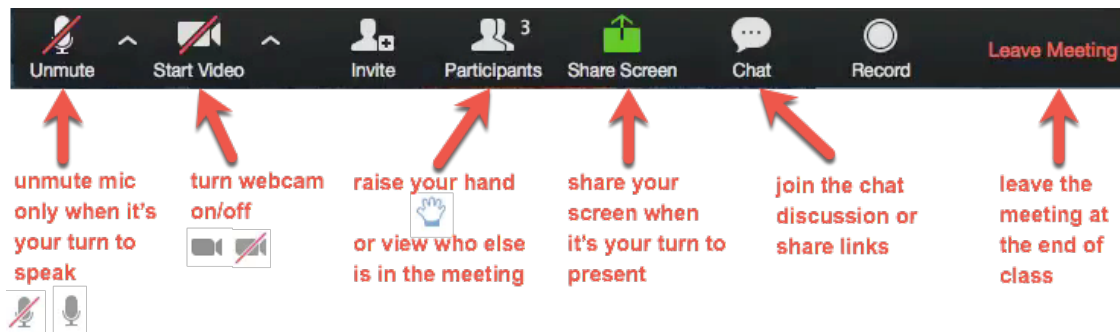 3
Unmute Start Video Invite Participants Share Screen Chat Record Leave Meeting
unmute mic
only when it's
your turn to
speak
turn webcam
on/off
raise your hand
or view who else
is in the meeting
share your
screen when
it's your turn to
present
join the chat
discussion or
share links
leave the
meeting at
the end of
class